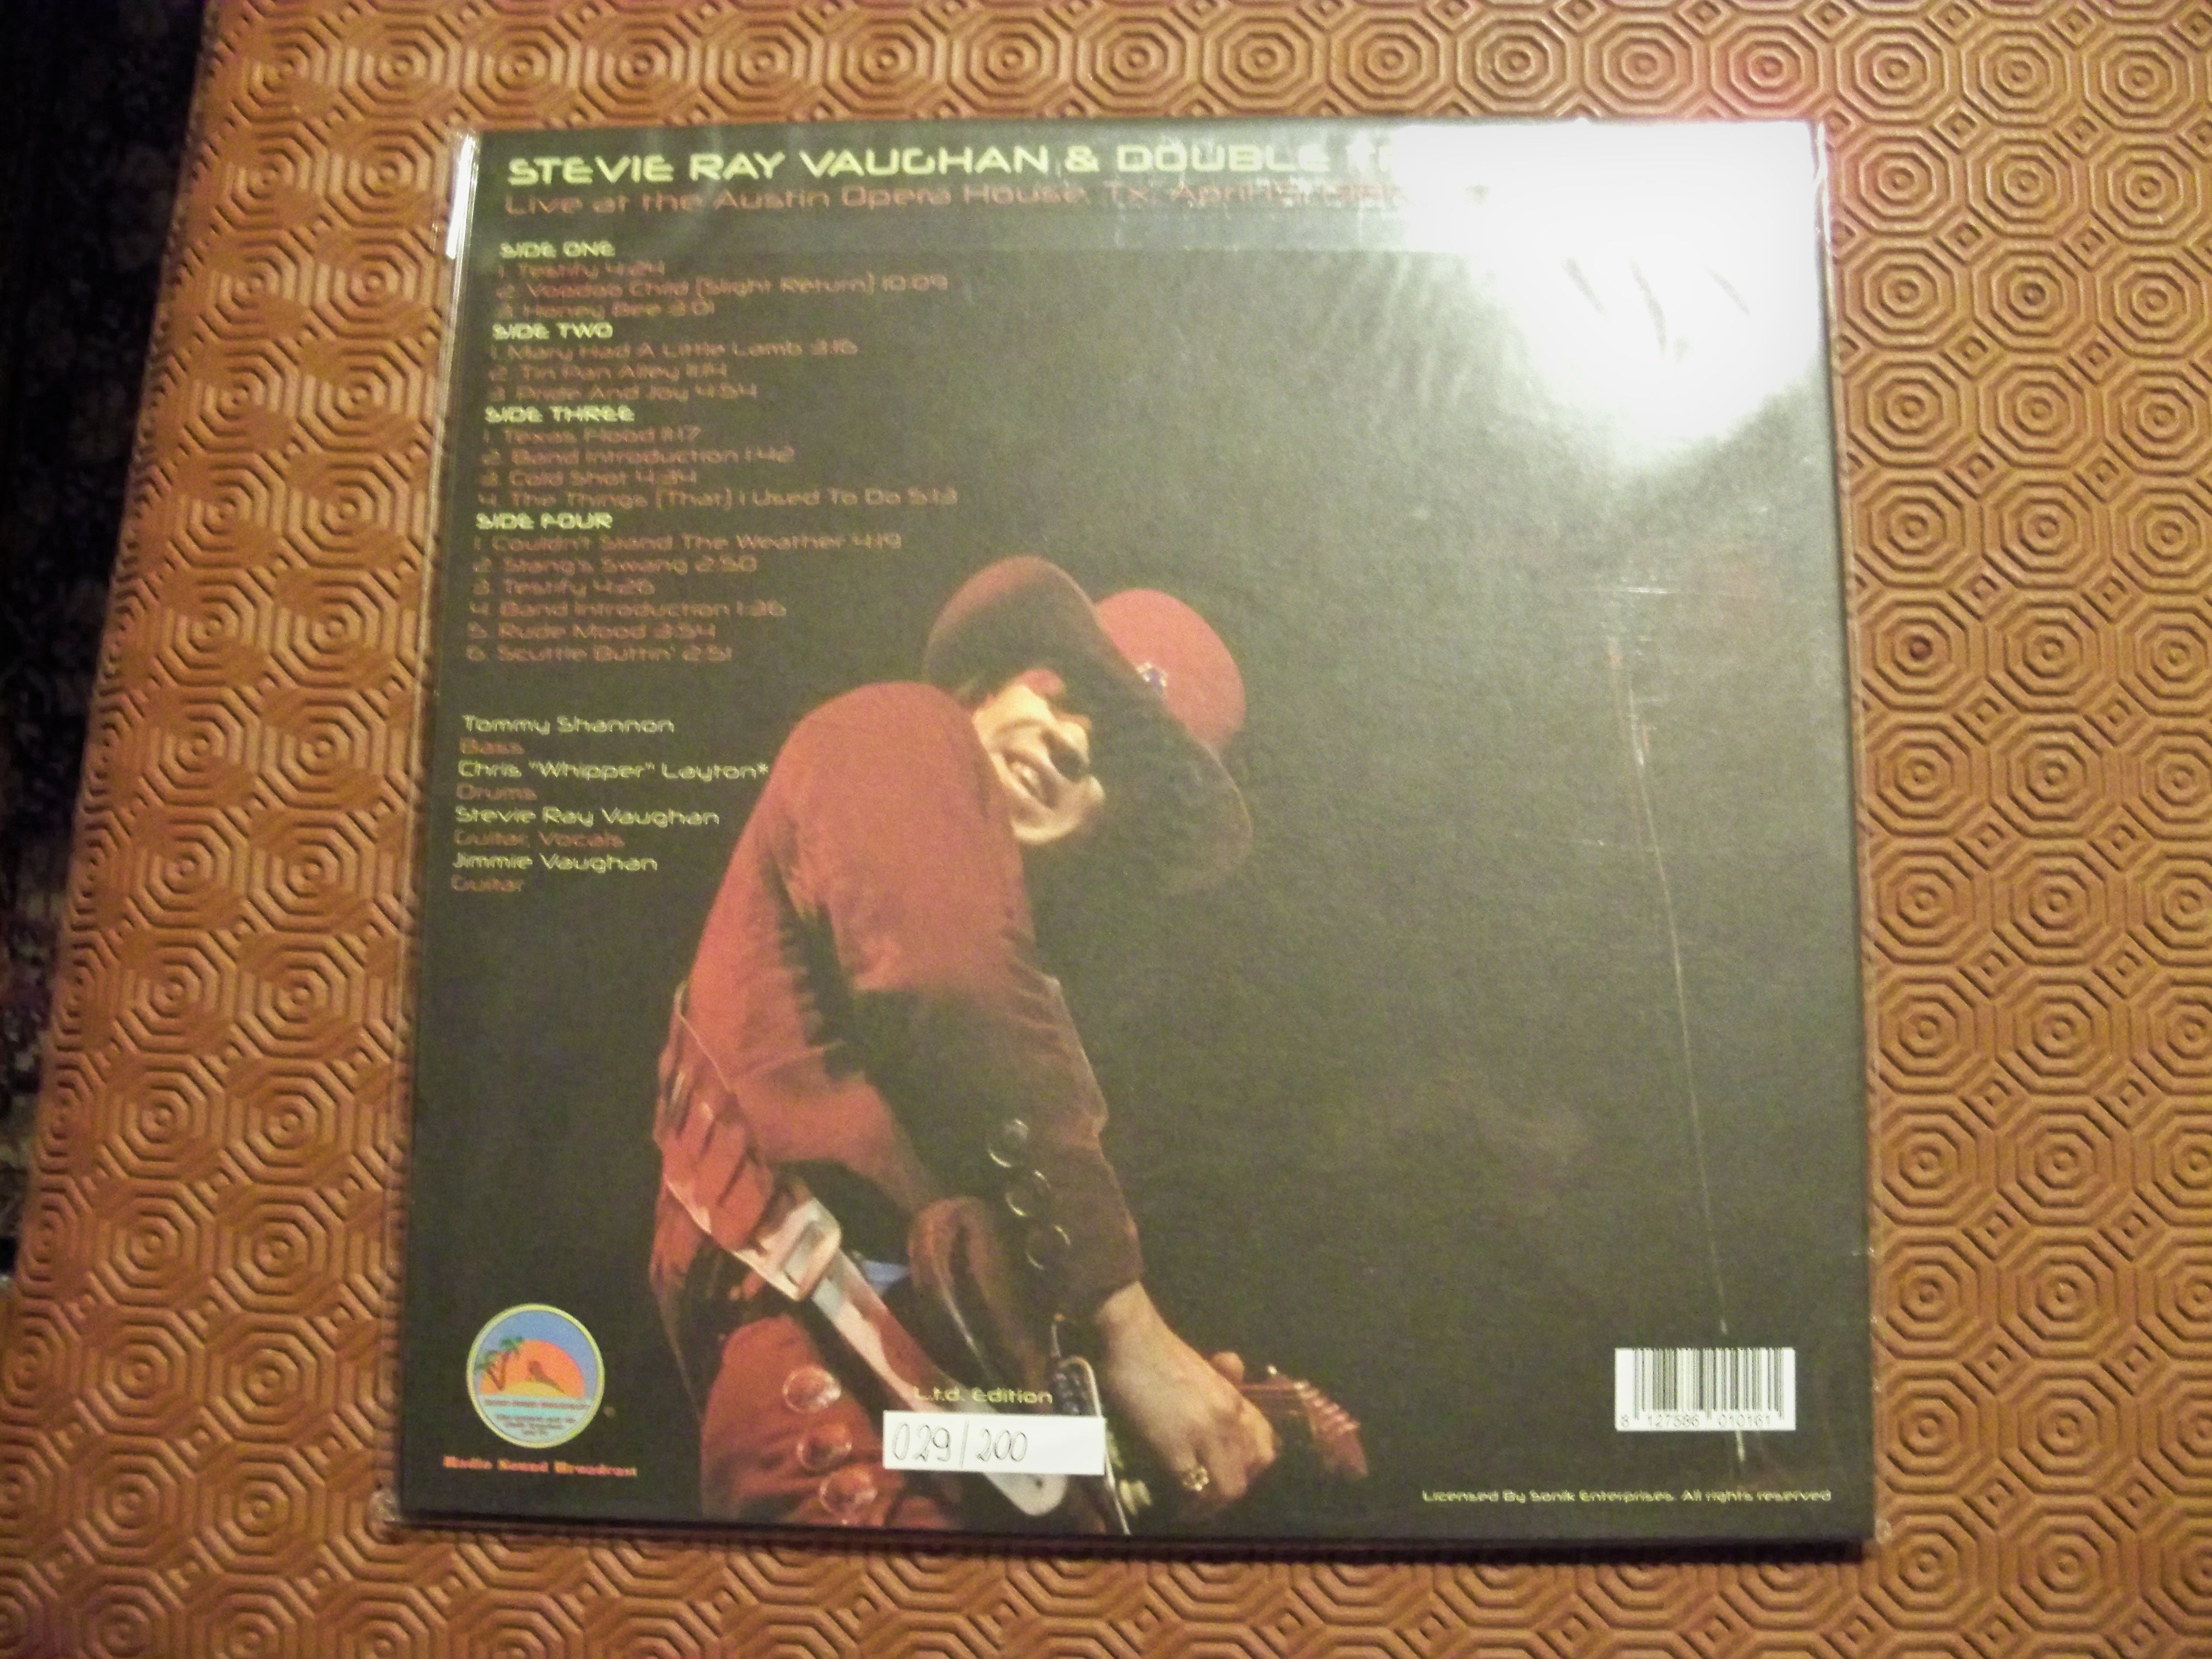 STEVIE RAY VAUGHAN & DOUBLE
Live at the Austin Opera House, Tx, April 15,
SIDE ONE
1. Testify 4:24
2. Voodoo Child (Slight Return) 10:09
3. Honey Bee 3:01
SIDE TWO
1. Mary Had A Little Lamb 3:16
2. Tin Pan Alley 11:14
3. Pride And Joy 4:54
SIDE THREE
1. Texas Flood 11:17
2. Band Introduction 1:42
3. Cold Shot 4:34
4. The Things (That) I Used To Do 5:13
SIDE FOUR
1. Couldn't Stand The Weather 4:19
2. Stang's Swang 2:50
3. Testify 4:26
4. Band Introduction 1:36
5. Rude Mood 3:54
6. Scuttle Buttin' 2:51
Tommy Shannon
Bass
Chris "Whipper" Layton*
Drums
Stevie Ray Vaughan
Guitar, Vocals
Jimmie Vaughan
Guitar
Radio Sound Broadcast
L.t.d. Edition
029/200
8 127586 010161
Licensed By Sonik Enterprises. All rights reserved